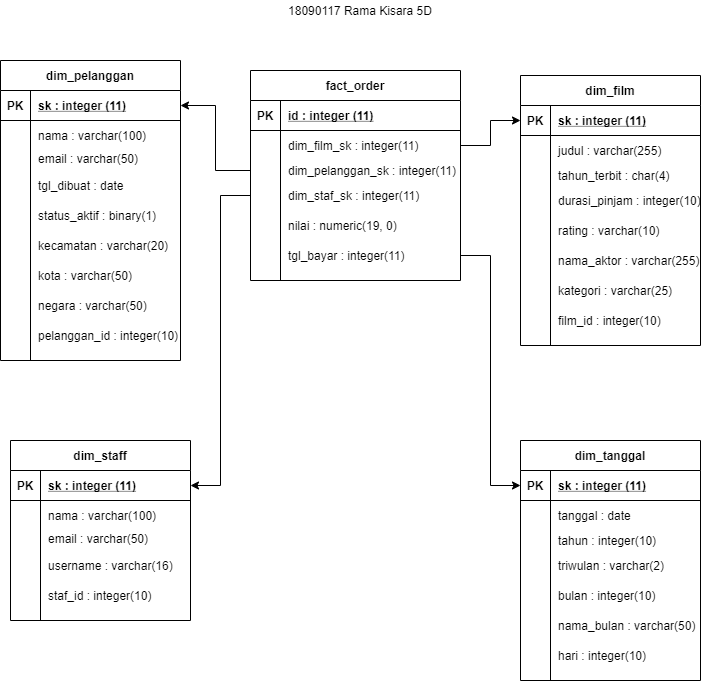 18090117 Rama Kisara 5D
dim_pelanggan
PK sk : integer (11)
nama : varchar(100)
email : varchar(50)
tgl_dibuat : date
status_aktif : binary(1)
kecamatan : varchar(20)
kota : varchar(50)
negara : varchar(50)
pelanggan_id : integer(10)
fact_order
PK id : integer (11)
dim_film_sk : integer(11)
dim_pelanggan_sk : integer(11)
dim_staf_sk : integer(11)
nilai : numeric(19, 0)
tgl_bayar : integer(11)
dim_film
PK sk : integer (11)
judul : varchar(255)
tahun_terbit : char(4)
durasi_pinjam : integer(10)
rating : varchar(10)
nama_aktor : varchar(255)
kategori : varchar(25)
film_id : integer(10)
dim_staff
PK sk : integer (11)
nama : varchar(100)
email : varchar(50)
username : varchar(16)
staf_id : integer(10)
dim_tanggal
PK sk : integer (11)
tanggal : date
tahun : integer(10)
triwulan : varchar(2)
bulan : integer(10)
nama_bulan : varchar(50)
hari : integer(10)